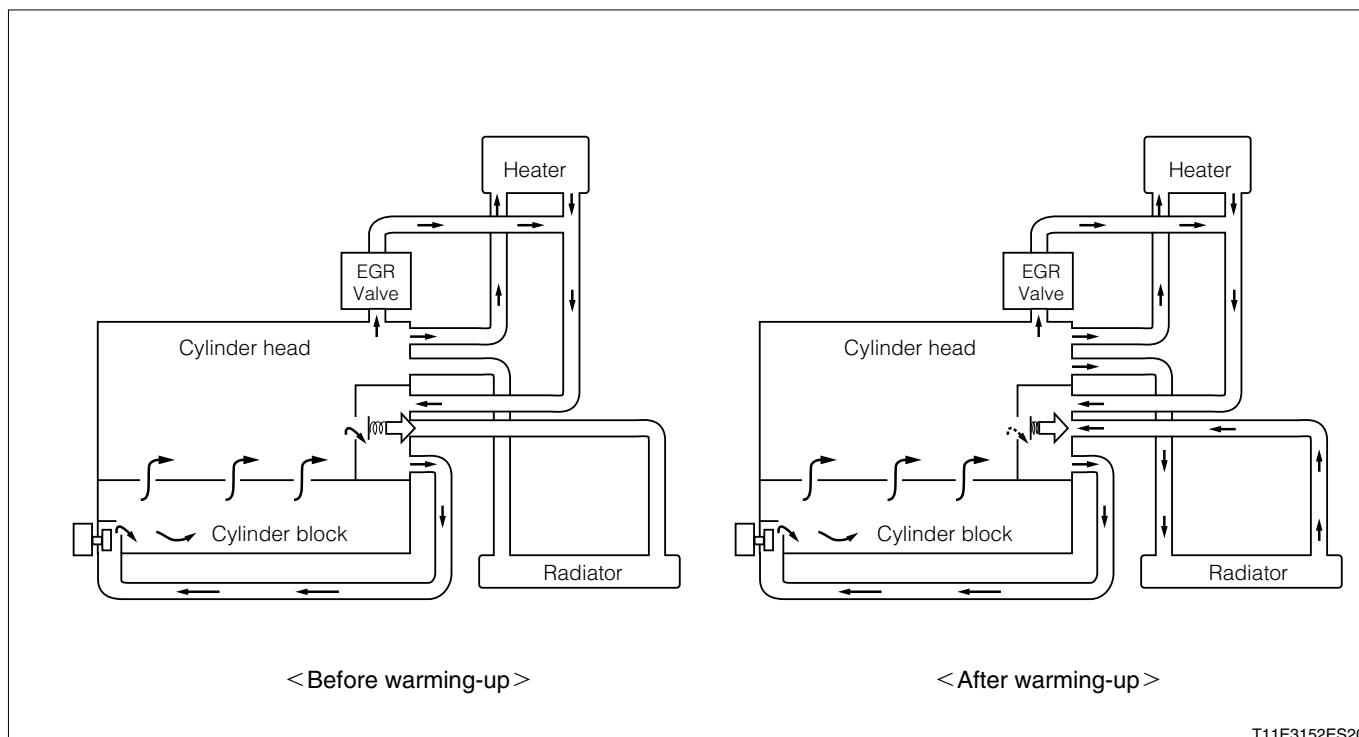 Heater
EGR
Valve
Cylinder head
Cylinder block
Radiator
<Before warming-up>
Heater
EGR
Valve
Cylinder head
Cylinder block
Radiator
<After warming-up>